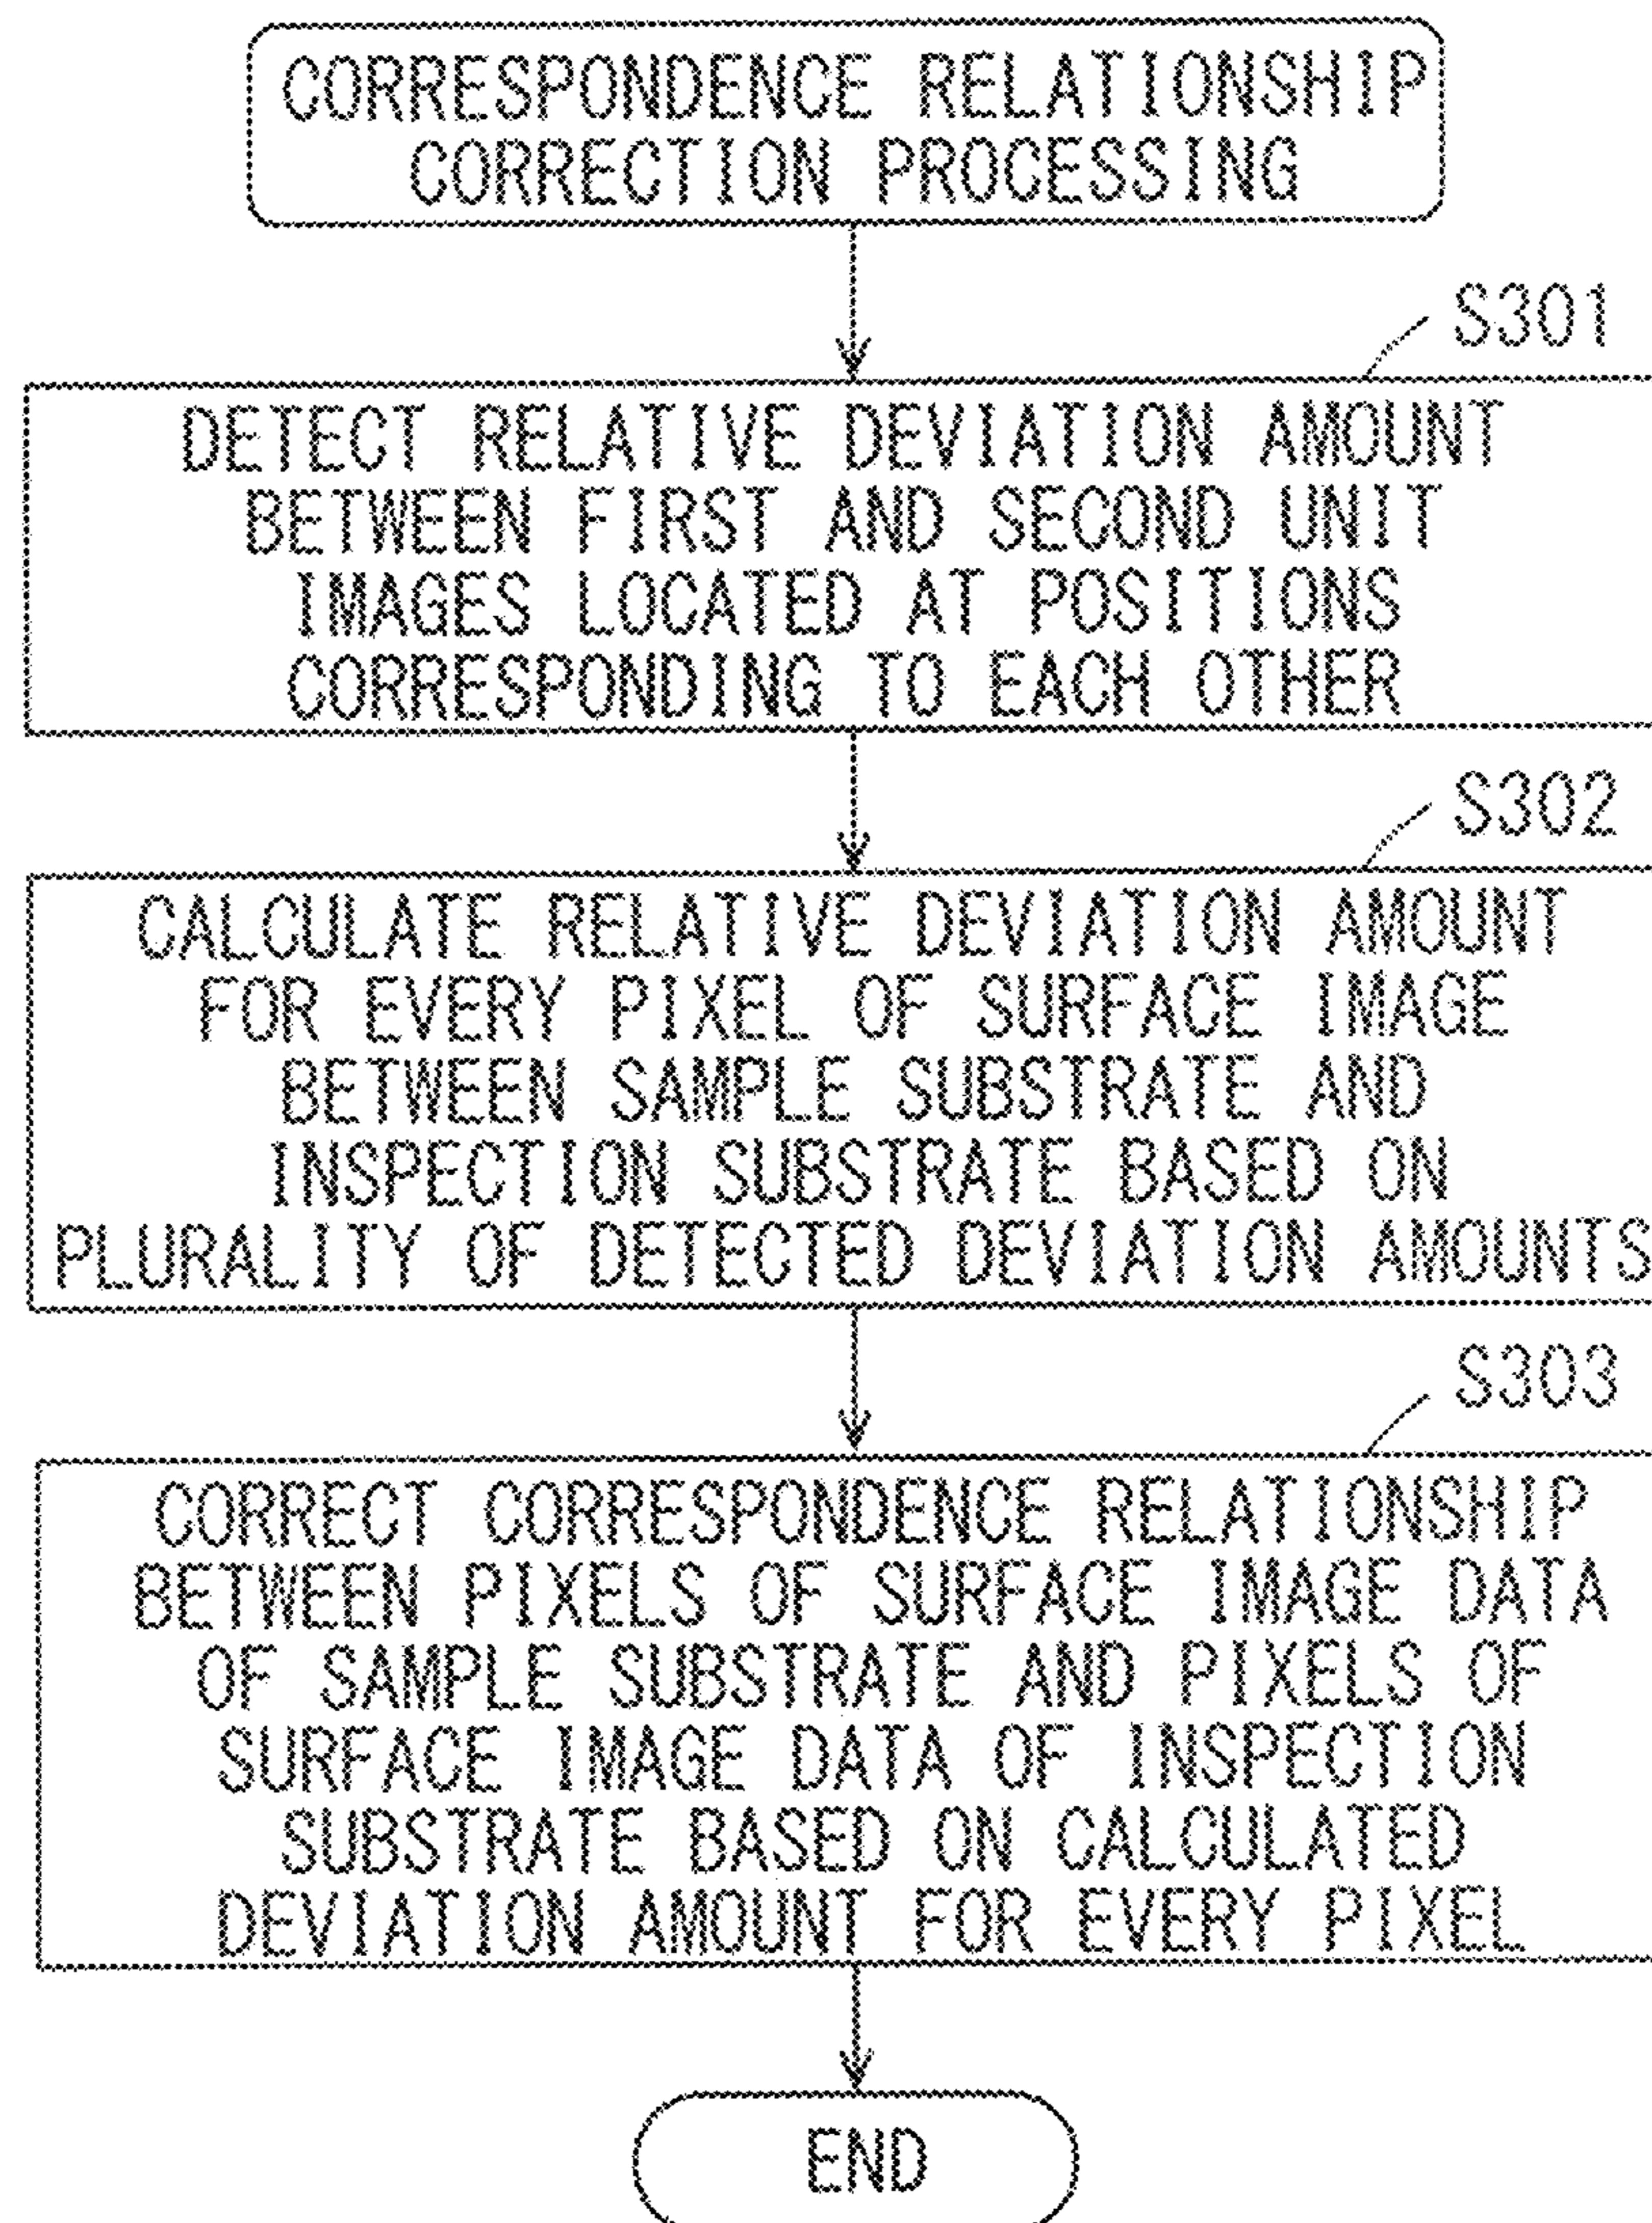 CORRESPONDENCE RELATIONSHIP
CORRECTION PROCESSING
S301
DETECT RELATIVE DEVIATION AMOUNT
BETWEEN FIRST AND SECOND UNIT
IMAGES LOCATED AT POSITIONS
CORRESPONDING TO EACH OTHER
S302
CALCULATE RELATIVE DEVIATION AMOUNT
FOR EVERY PIXEL OF SURFACE IMAGE
BETWEEN SAMPLE SUBSTRATE AND
INSPECTION SUBSTRATE BASED ON
PLURALITY OF DETECTED DEVIATION AMOUNTS
S303
CORRECT CORRESPONDENCE RELATIONSHIP
BETWEEN PIXELS OF SURFACE IMAGE DATA
OF SAMPLE SUBSTRATE AND PIXELS OF
SURFACE IMAGE DATA OF INSPECTION
SUBSTRATE BASED ON CALCULATED
DEVIATION AMOUNT FOR EVERY PIXEL
END